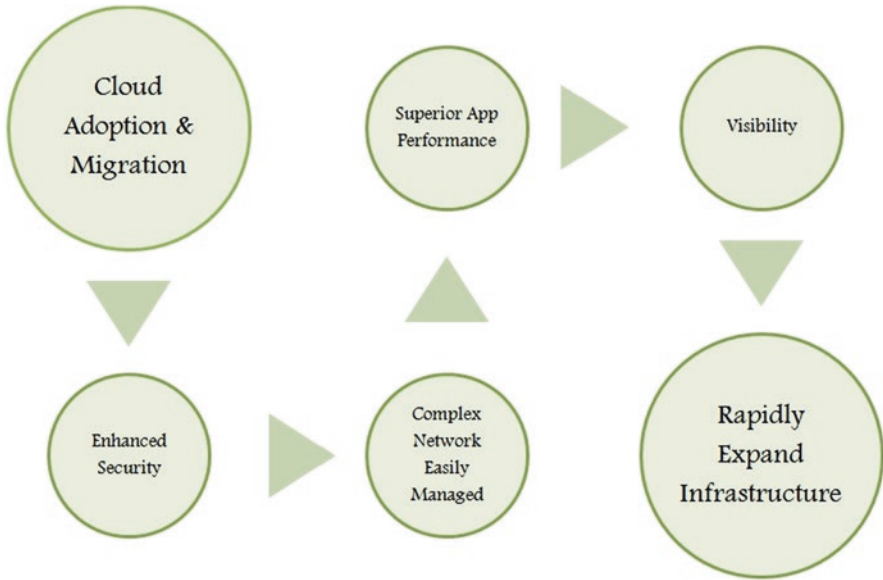 Cloud
Adoption &
Migration
Enhanced
Security
Complex
Network
Easily
Managed
Superior App
Performance
Visibility
Rapidly
Expand
Infrastructure